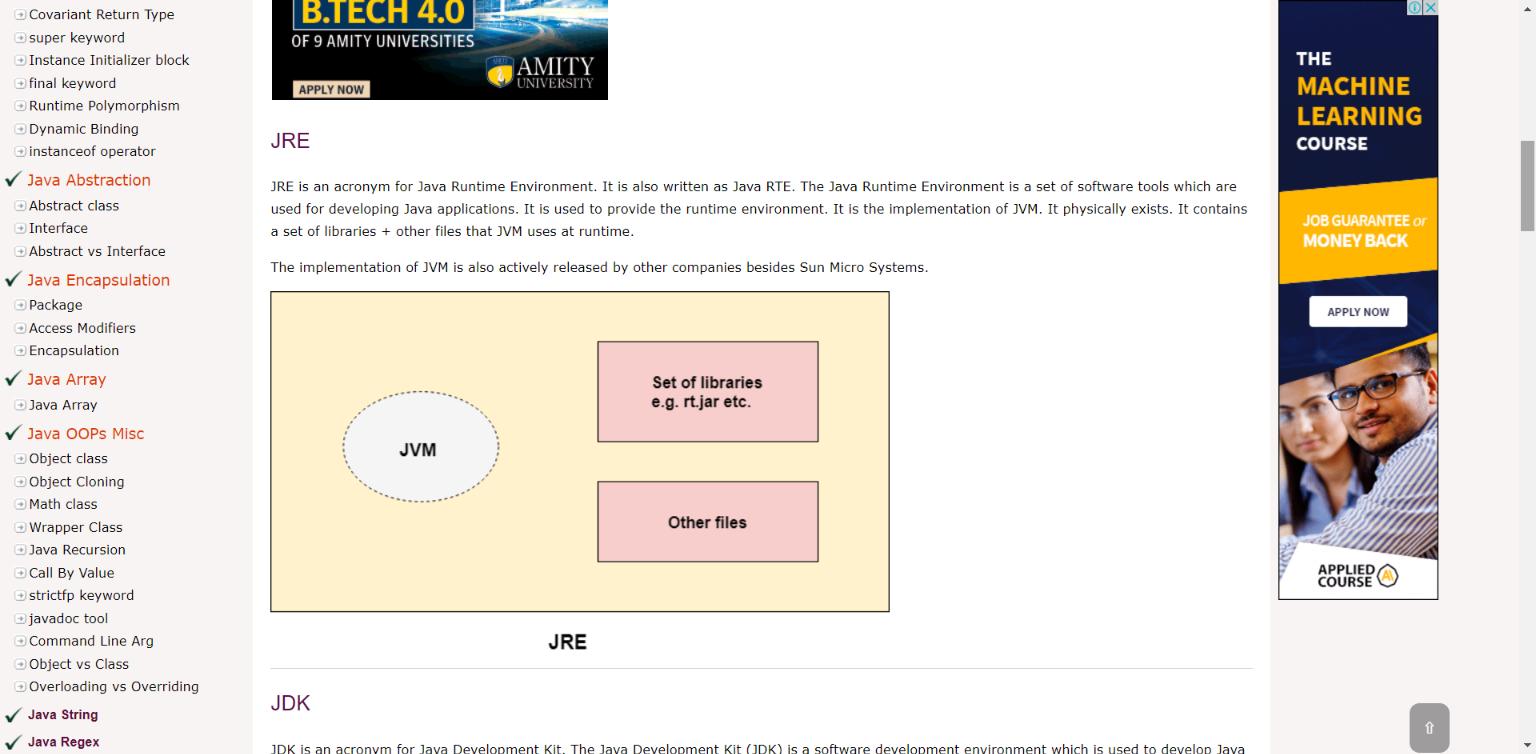 Covariant Return Type
super keyword
Instance Initializer block
final keyword
Runtime Polymorphism
Dynamic Binding
instanceof operator
Java Abstraction
Abstract class
Interface
Abstract vs Interface
Java Encapsulation
Package
Access Modifiers
Encapsulation
Java Array
Java Array
Java OOPs Misc
Object class
Object Cloning
Math class
Wrapper Class
Java Recursion
Call By Value
strictfp keyword
javadoc tool
Command Line Arg
Object vs Class
Overloading vs Overriding
Java String
Java Regex
B.TECH 4.0
OF 9 AMITY UNIVERSITIES
AMITY
UNIVERSITY
APPLY NOW
JRE
JRE is an acronym for Java Runtime Environment. It is also written as Java RTE. The Java Runtime Environment is a set of software tools which are
used for developing Java applications. It is used to provide the runtime environment. It is the implementation of JVM. It physically exists. It contains
a set of libraries + other files that JVM uses at runtime.
The implementation of JVM is also actively released by other companies besides Sun Micro Systems.
JVM
Set of libraries
e.g. rt.jar etc.
Other files
JRE
JDK
JDK is an acronym for Java Development Kit. The Java Development Kit (JDK) is a software development environment which is used to develop Java
THE
MACHINE
LEARNING
COURSE
JOB GUARANTEE or
MONEY BACK
APPLY NOW
APPLIED
COURSE